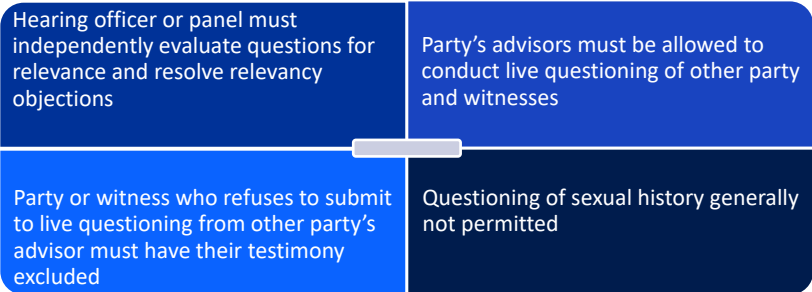 Hearing officer or panel must
independently evaluate questions for
relevance and resolve relevancy
objections
Party’s advisors must be allowed to
conduct live questioning of other party
and witnesses
Party or witness who refuses to submit
to live questioning from other party’s
advisor must have their testimony
excluded
Questioning of sexual history generally
not permitted